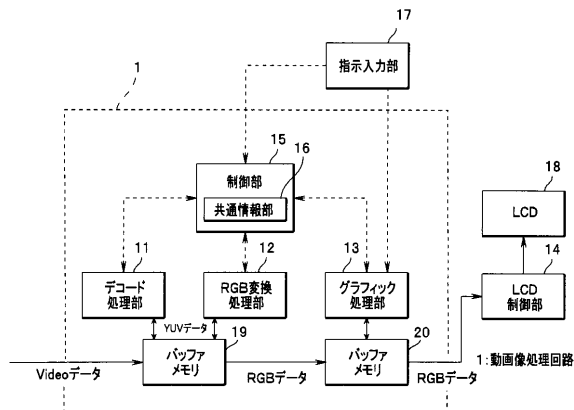 17
指示入力部
1
15
16
制御部
共通情報部
18
LCD
11
12
13
14
デコード
処理部
RGB変換
処理部
グラフィック
処理部
LCD
制御部
YUVデータ
19
20
バッファ
メモリ
バッファ
メモリ
1:動画像処理回路
Videoデータ
RGBデータ
RGBデータ